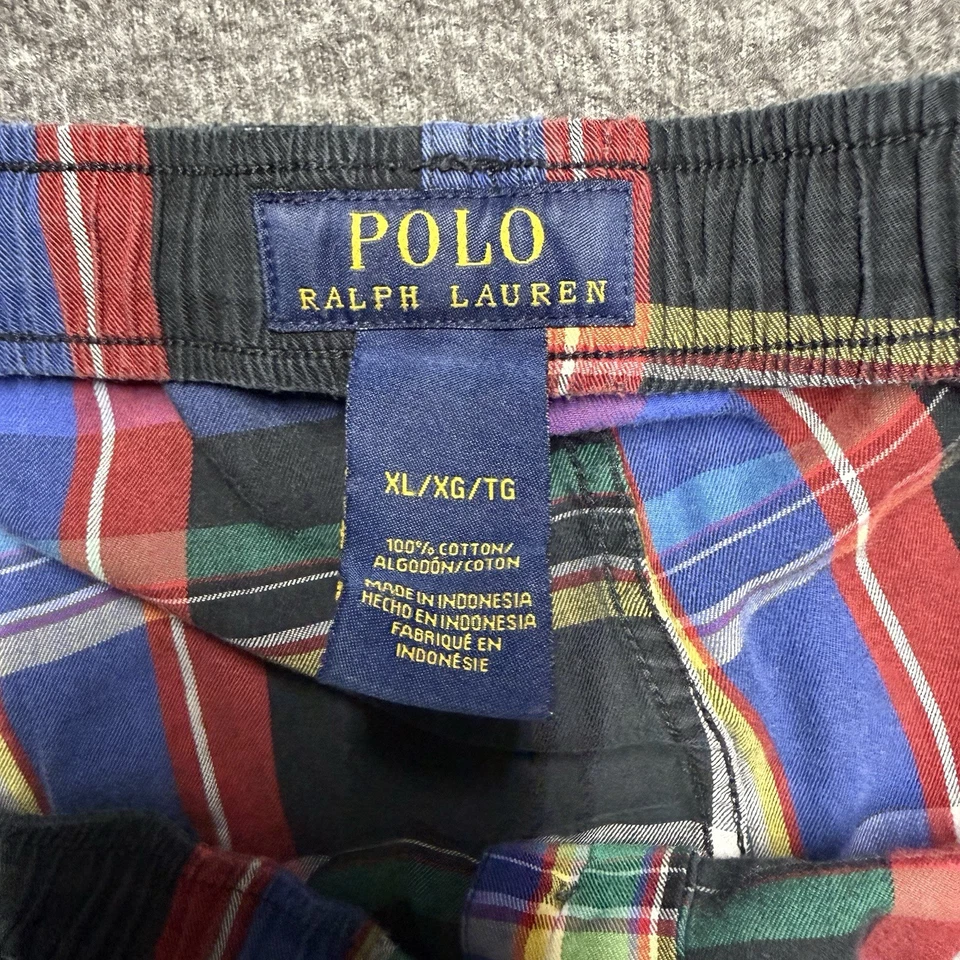 POLO
RALPH LAUREN
XL/XG/TG
100% COTTON/
ALGODÓN/COTON
MADE IN INDONESIA
HECHO EN INDONESIA
FABRIQUÉ EN
INDONÉSIE